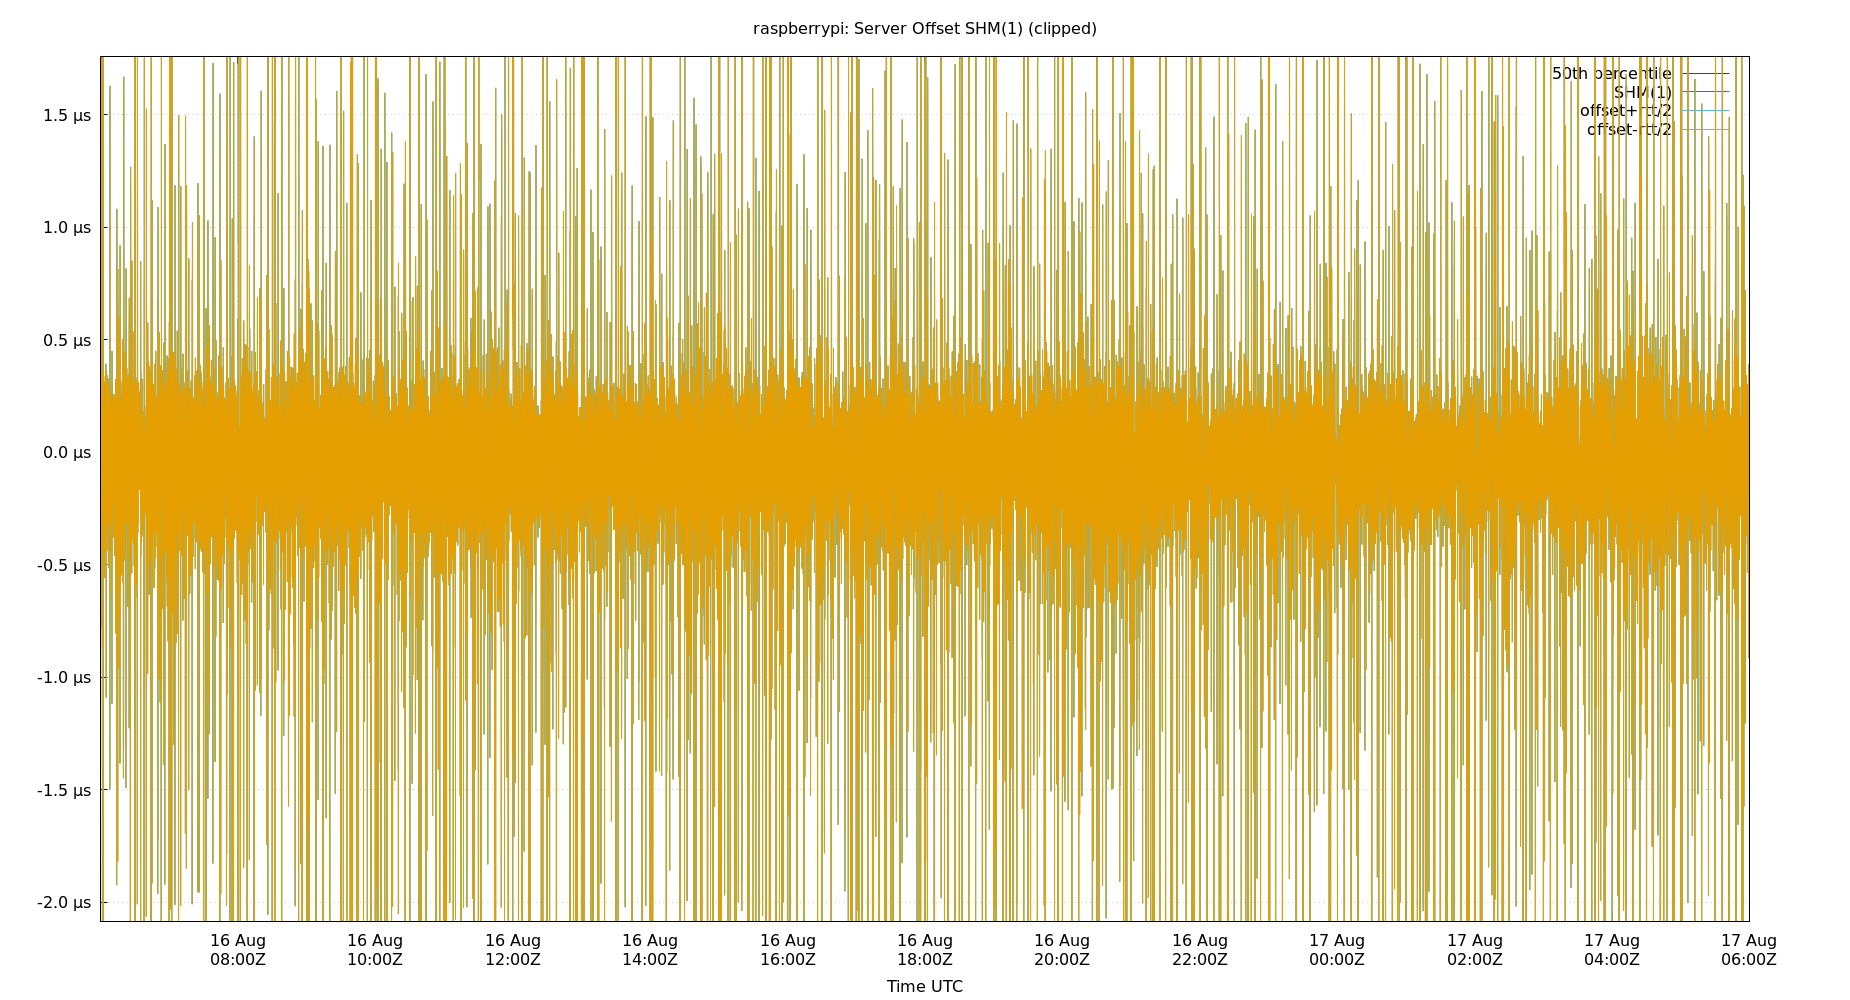 raspberrypi: Server Offset SHM(1) (clipped)
50th percentile
SHM(1)
offset+rtt/2
offset-rtt/2
1.5 µs
1.0 µs
0.5 µs
0.0 µs
-0.5 µs
-1.0 µs
-1.5 µs
-2.0 µs
16 Aug 16 Aug 16 Aug 16 Aug 16 Aug 16 Aug 16 Aug 16 Aug 17 Aug 17 Aug 17 Aug 17 Aug
08:00Z 10:00Z 12:00Z 14:00Z 16:00Z 18:00Z 20:00Z 22:00Z 00:00Z 02:00Z 04:00Z 06:00Z
Time UTC